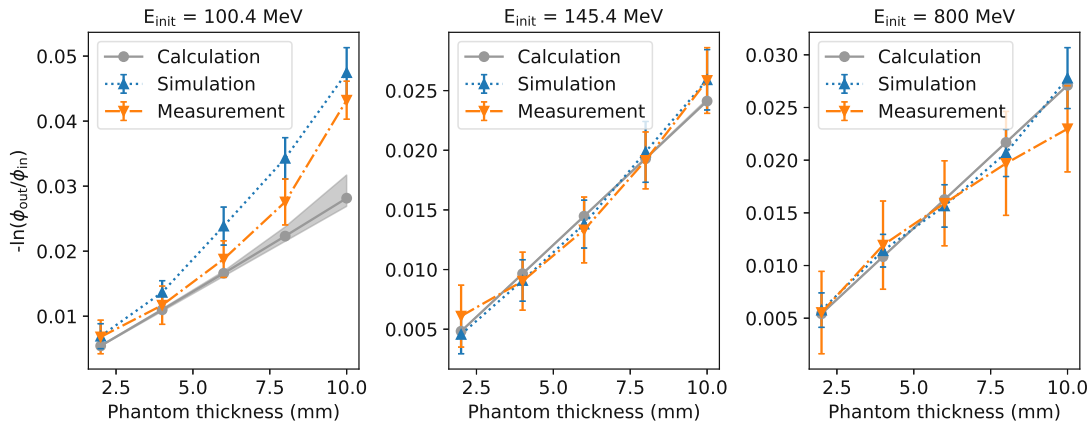 E_init = 100.4 MeV
-ln(ϕ_out/ϕ_in)
0.05
0.04
0.03
0.02
0.01
Calculation
Simulation
Measurement
2.5 5.0 7.5 10.0
Phantom thickness (mm)
E_init = 145.4 MeV
0.025
0.020
0.015
0.010
0.005
Calculation
Simulation
Measurement
2.5 5.0 7.5 10.0
Phantom thickness (mm)
E_init = 800 MeV
0.030
0.025
0.020
0.015
0.010
0.005
Calculation
Simulation
Measurement
2.5 5.0 7.5 10.0
Phantom thickness (mm)